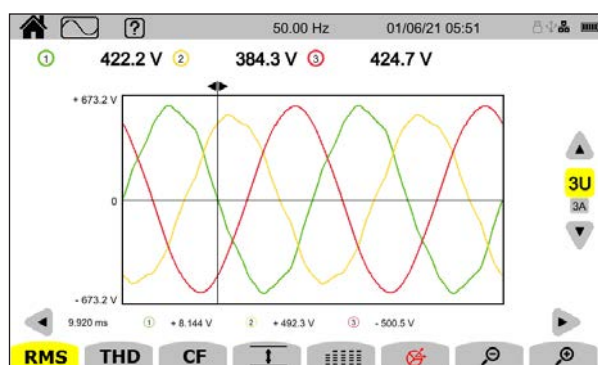 ? 50.00 Hz 01/06/21 05:51
1 422.2 V 2 384.3 V 3 424.7 V
+ 673.2 V
0
3U
3A
- 673.2 V
9.920 ms 1 + 8.144 V 2 + 492.3 V 3 - 500.5 V
RMS THD CF